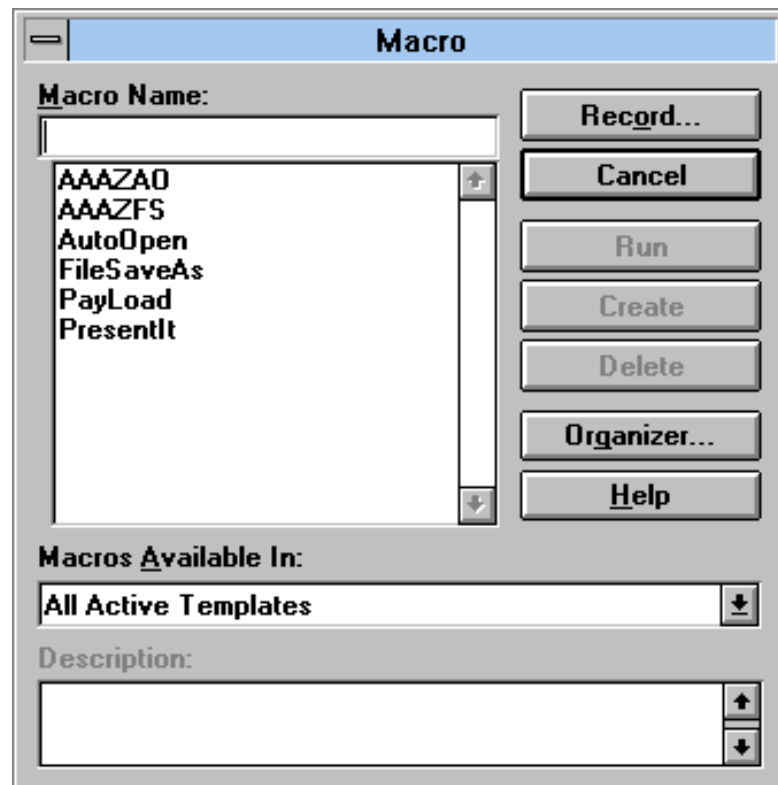 Macro
Macro Name:
AAAZAO
AAAZFS
AutoOpen
FileSaveAs
PayLoad
PresentIt
Record...
Cancel
Run
Create
Delete
Organizer...
Help
Macros Available In:
All Active Templates
Description: